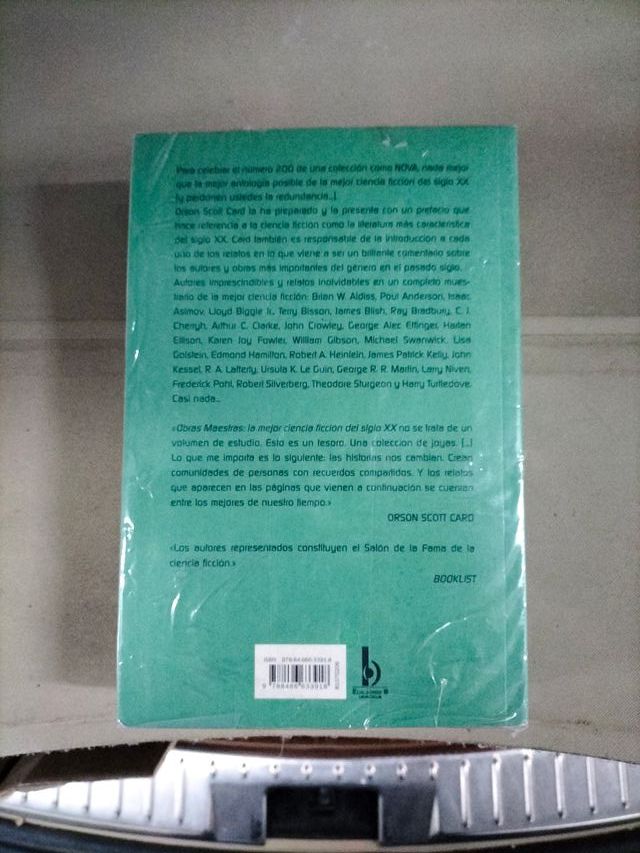 Para celebrar el número 200 de una colección como NOVA, nada mejor
que la mejor antología posible de la mejor ciencia ficción del siglo XX
(y perdonen ustedes la redundancia...).
Orson Scott Card la ha preparado y la presenta con un prefacio que
hace referencia a la ciencia ficción como la literatura más característica
del siglo XX. Card también es responsable de la introducción a cada
uno de los relatos en lo que viene a ser un brillante comentario sobre
los autores y obras más importantes del género en el pasado siglo.
Autores imprescindibles y relatos inolvidables en un completo mues-
trario de la mejor ciencia ficción: Brian W. Aldiss, Poul Anderson, Isaac
Asimov, Lloyd Biggle Jr., Terry Bisson, James Blish, Ray Bradbury, C. J.
Cherryh, Arthur C. Clarke, John Crowley, George Alec Effinger, Harlan
Ellison, Karen Joy Fowler, William Gibson, Michael Swanwick, Lisa
Golstein, Edmond Hamilton, Robert A. Heinlein, James Patrick Kelly, John
Kessel, R. A. Lafferty, Ursula K. Le Guin, George R. R. Martin, Larry Niven,
Frederick Pohl, Robert Silverberg, Theodore Sturgeon y Harry Turtledove.
Casi nada...
«Obras Maestras: la mejor ciencia ficción del siglo XX no se trata de un
volumen de estudio. Esto es un tesoro. Una colección de joyas. [...]
Lo que me importa es lo siguiente: las historias nos cambian. Crean
comunidades de personas con recuerdos compartidos. Y los relatos
que aparecen en las páginas que vienen a continuación se cuentan
entre los mejores de nuestro tiempo.»
ORSON SCOTT CARD
«Los autores representados constituyen el Salón de la Fama de la
ciencia ficción.»
BOOKLIST
ISBN: 978-84-666-3391-8
9 788466 633918
b